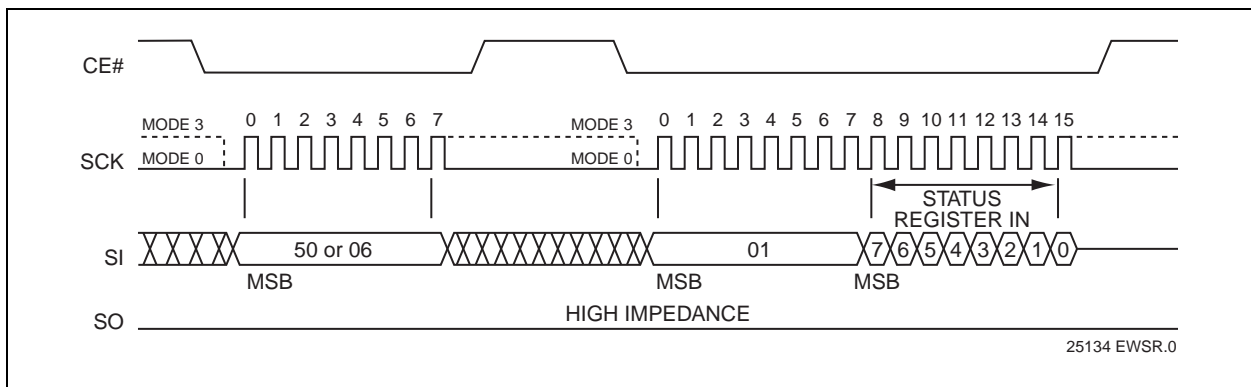 CE#
MODE 3
0 1 2 3 4 5 6 7
MODE 3
0 1 2 3 4 5 6 7 8 9 10 11 12 13 14 15
SCK
MODE 0
MODE 0
STATUS
REGISTER IN
SI
50 or 06
01
7 6 5 4 3 2 1 0
MSB
MSB
MSB
SO
HIGH IMPEDANCE
25134 EWSR.0